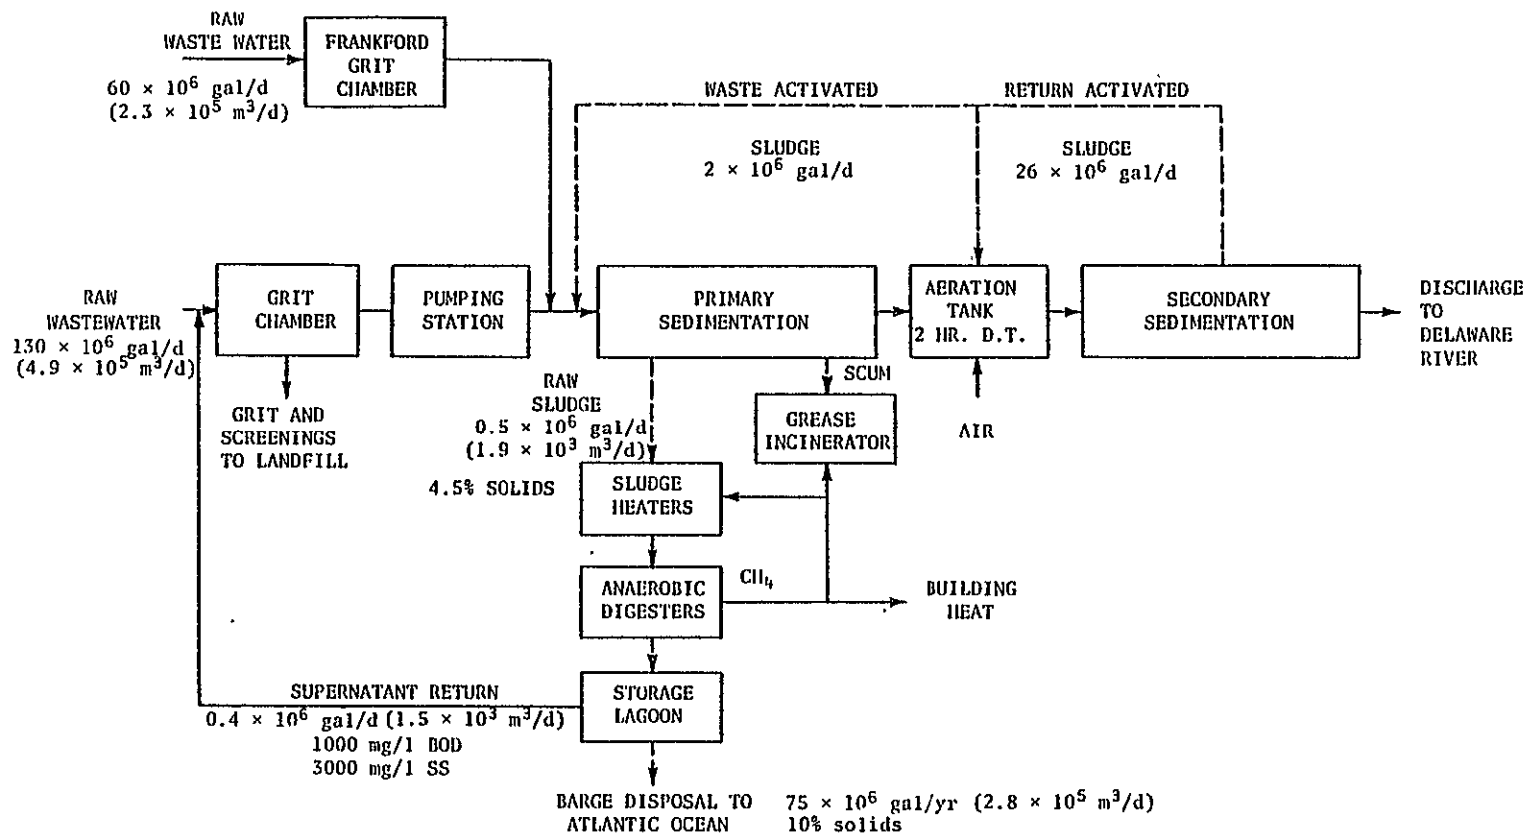 RAW
WASTE WATER
60 × 10⁶ gal/d
(2.3 × 10⁵ m³/d)
FRANKFORD
GRIT
CHAMBER
WASTE ACTIVATED
SLUDGE
2 × 10⁶ gal/d
RETURN ACTIVATED
SLUDGE
26 × 10⁶ gal/d
RAW
WASTEWATER
130 × 10⁶ gal/d
(4.9 × 10⁵ m³/d)
GRIT
CHAMBER
PUMPING
STATION
PRIMARY
SEDIMENTATION
AERATION
TANK
2 HR. D.T.
SECONDARY
SEDIMENTATION
DISCHARGE
TO
DELAWARE
RIVER
GRIT AND
SCREENINGS
TO LANDFILL
RAW
SLUDGE
0.5 × 10⁶ gal/d
(1.9 × 10³ m³/d)
4.5% SOLIDS
SCUM
GREASE
INCINERATOR
AIR
SLUDGE
HEATERS
ANAEROBIC
DIGESTERS
CH₄
BUILDING
HEAT
STORAGE
LAGOON
SUPERNATANT RETURN
0.4 × 10⁶ gal/d (1.5 × 10³ m³/d)
1000 mg/l BOD
3000 mg/l SS
BARGE DISPOSAL TO
ATLANTIC OCEAN
75 × 10⁶ gal/yr (2.8 × 10⁵ m³/d)
10% solids